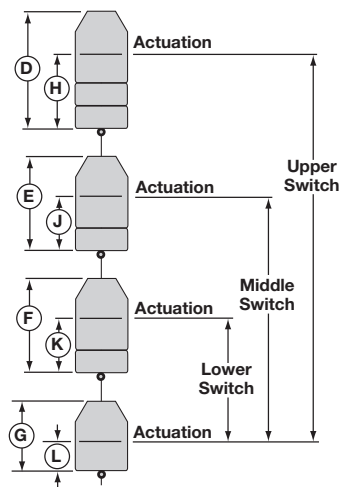 Actuation
D
H
Upper
Switch
Actuation
E
J
Middle
Switch
Actuation
F
K
Lower
Switch
Actuation
G
L